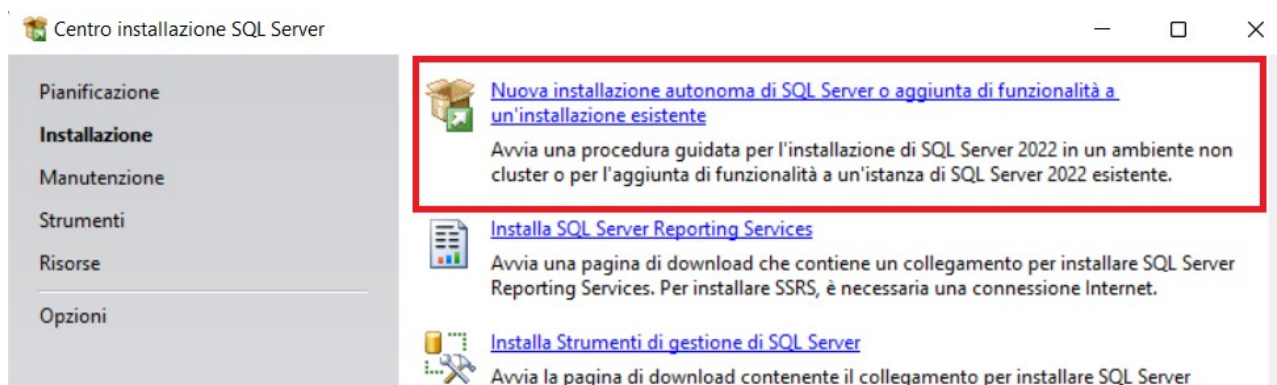 Centro installazione SQL Server
Pianificazione
Installazione
Manutenzione
Strumenti
Risorse
Opzioni
Nuova installazione autonoma di SQL Server o aggiunta di funzionalità a
un'installazione esistente
Avvia una procedura guidata per l'installazione di SQL Server 2022 in un ambiente non
cluster o per l'aggiunta di funzionalità a un'istanza di SQL Server 2022 esistente.
Installa SQL Server Reporting Services
Avvia una pagina di download che contiene un collegamento per installare SQL Server
Reporting Services. Per installare SSRS, è necessaria una connessione Internet.
Installa Strumenti di gestione di SQL Server
Avvia la pagina di download contenente il collegamento per installare SQL Server